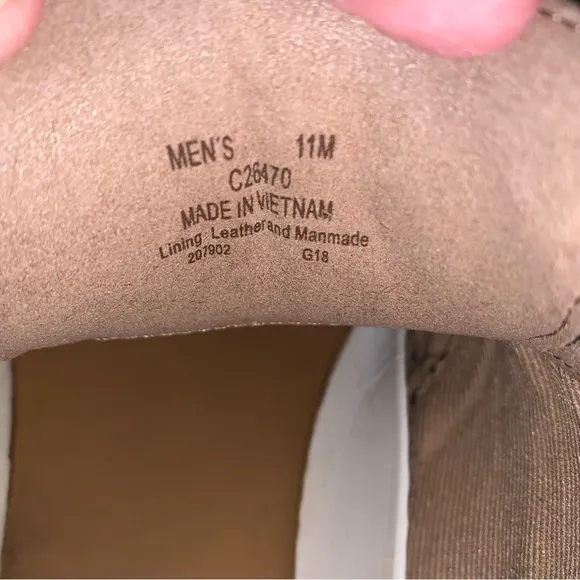 MEN'S 11M
C26470
MADE IN VIETNAM
Lining: Leather and Manmade
207902 G18